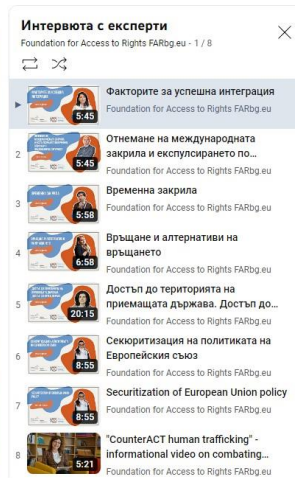 Интервюта с експерти
Foundation for Access to Rights FARbg.eu - 1 / 8
Факторите за успешна интеграция
Foundation for Access to Rights FARbg.eu
5:45
2
Отнемане на международната
закрила и експулсирането по...
Foundation for Access to Rights FARbg.eu
5:45
3
Временна закрила
Foundation for Access to Rights FARbg.eu
5:58
4
Връщане и алтернативи на
връщането
Foundation for Access to Rights FARbg.eu
6:58
5
Достъп до територията на
приемащата държава. Достъп до...
Foundation for Access to Rights FARbg.eu
20:15
6
Секюритизация на политиката на
Европейския съюз
Foundation for Access to Rights FARbg.eu
8:55
7
Securitization of European Union policy
Foundation for Access to Rights FARbg.eu
8:55
8
"CounterACT human trafficking" -
informational video on combating...
Foundation for Access to Rights FARbg.eu
5:21